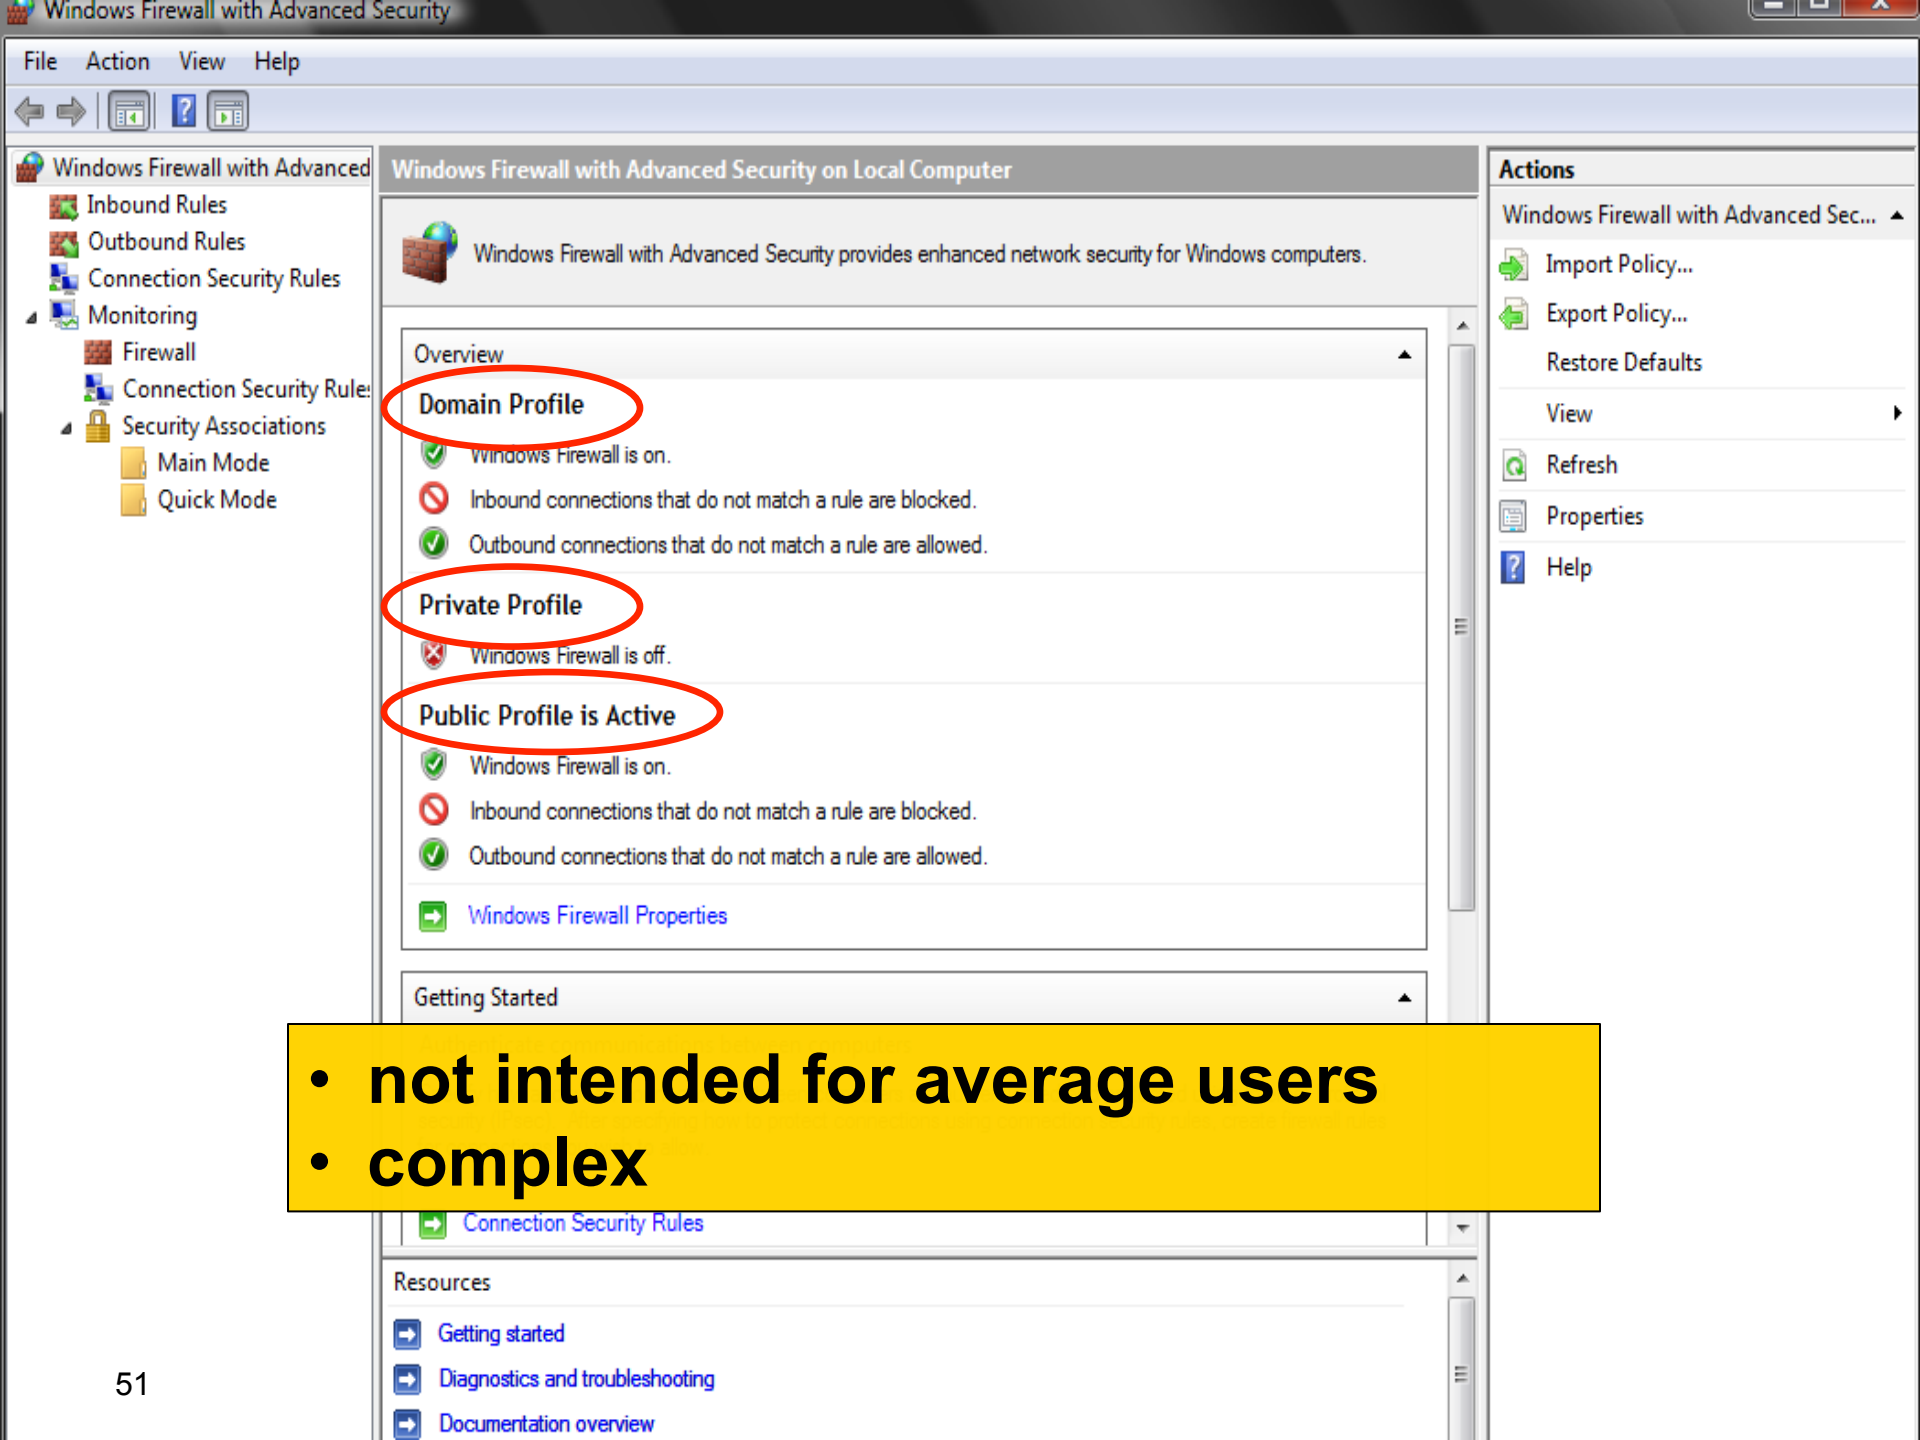 Windows Firewall with Advanced Security
File Action View Help
Windows Firewall with Advanced
Inbound Rules
Outbound Rules
Connection Security Rules
Monitoring
Firewall
Connection Security Rule
Security Associations
Main Mode
Quick Mode
Windows Firewall with Advanced Security on Local Computer
Windows Firewall with Advanced Security provides enhanced network security for Windows computers.
Overview
Domain Profile
Windows Firewall is on.
Inbound connections that do not match a rule are blocked.
Outbound connections that do not match a rule are allowed.
Private Profile
Windows Firewall is off.
Public Profile is Active
Windows Firewall is on.
Inbound connections that do not match a rule are blocked.
Outbound connections that do not match a rule are allowed.
Windows Firewall Properties
Getting Started
• not intended for average users
• complex
Connection Security Rules
Resources
Getting started
Diagnostics and troubleshooting
Documentation overview
Actions
Windows Firewall with Advanced Sec...
Import Policy...
Export Policy...
Restore Defaults
View
Refresh
Properties
Help
51